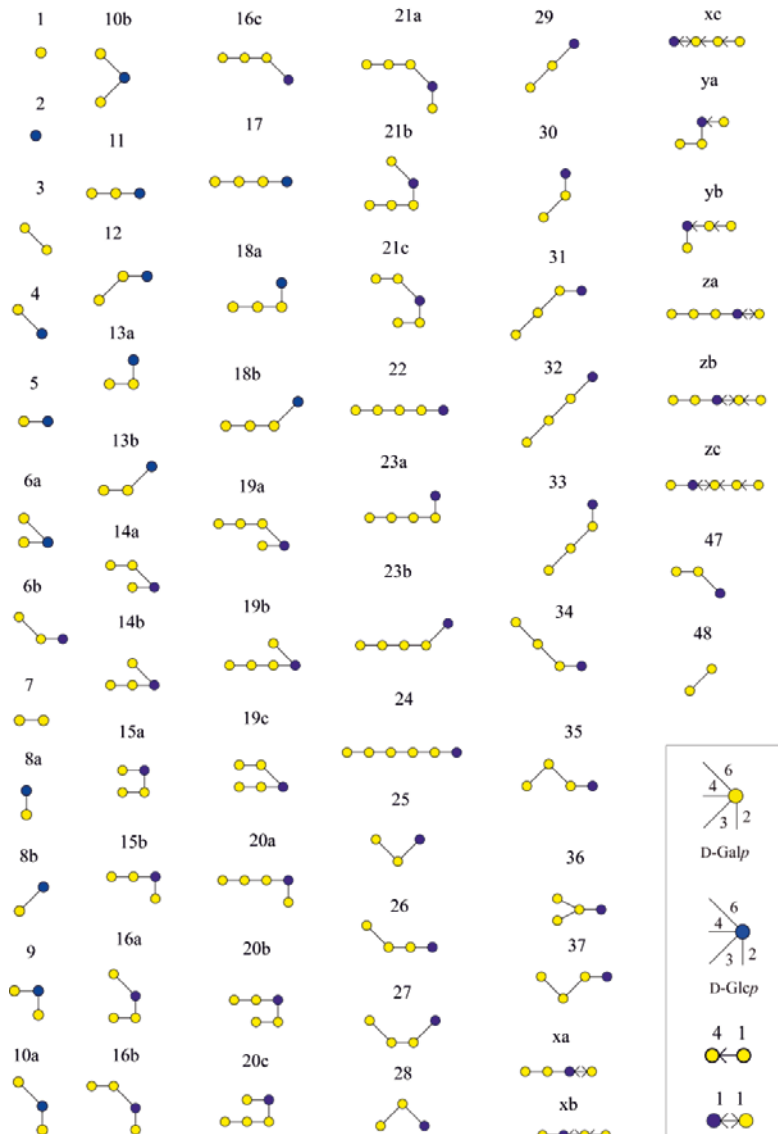 1
2
3
4
5
6a
6b
7
8a
8b
9
10a
10b
11
12
13a
13b
14a
14b
15a
15b
16a
16b
16c
17
18a
18b
19a
19b
19c
20a
20b
20c
21a
21b
21c
22
23a
23b
24
25
26
27
28
29
30
31
32
33
34
35
36
37
xa
xb
xc
ya
yb
za
zb
zc
47
48
6
4
3
2
D-Galp
6
4
3
2
D-Glcp
4 1
1 1